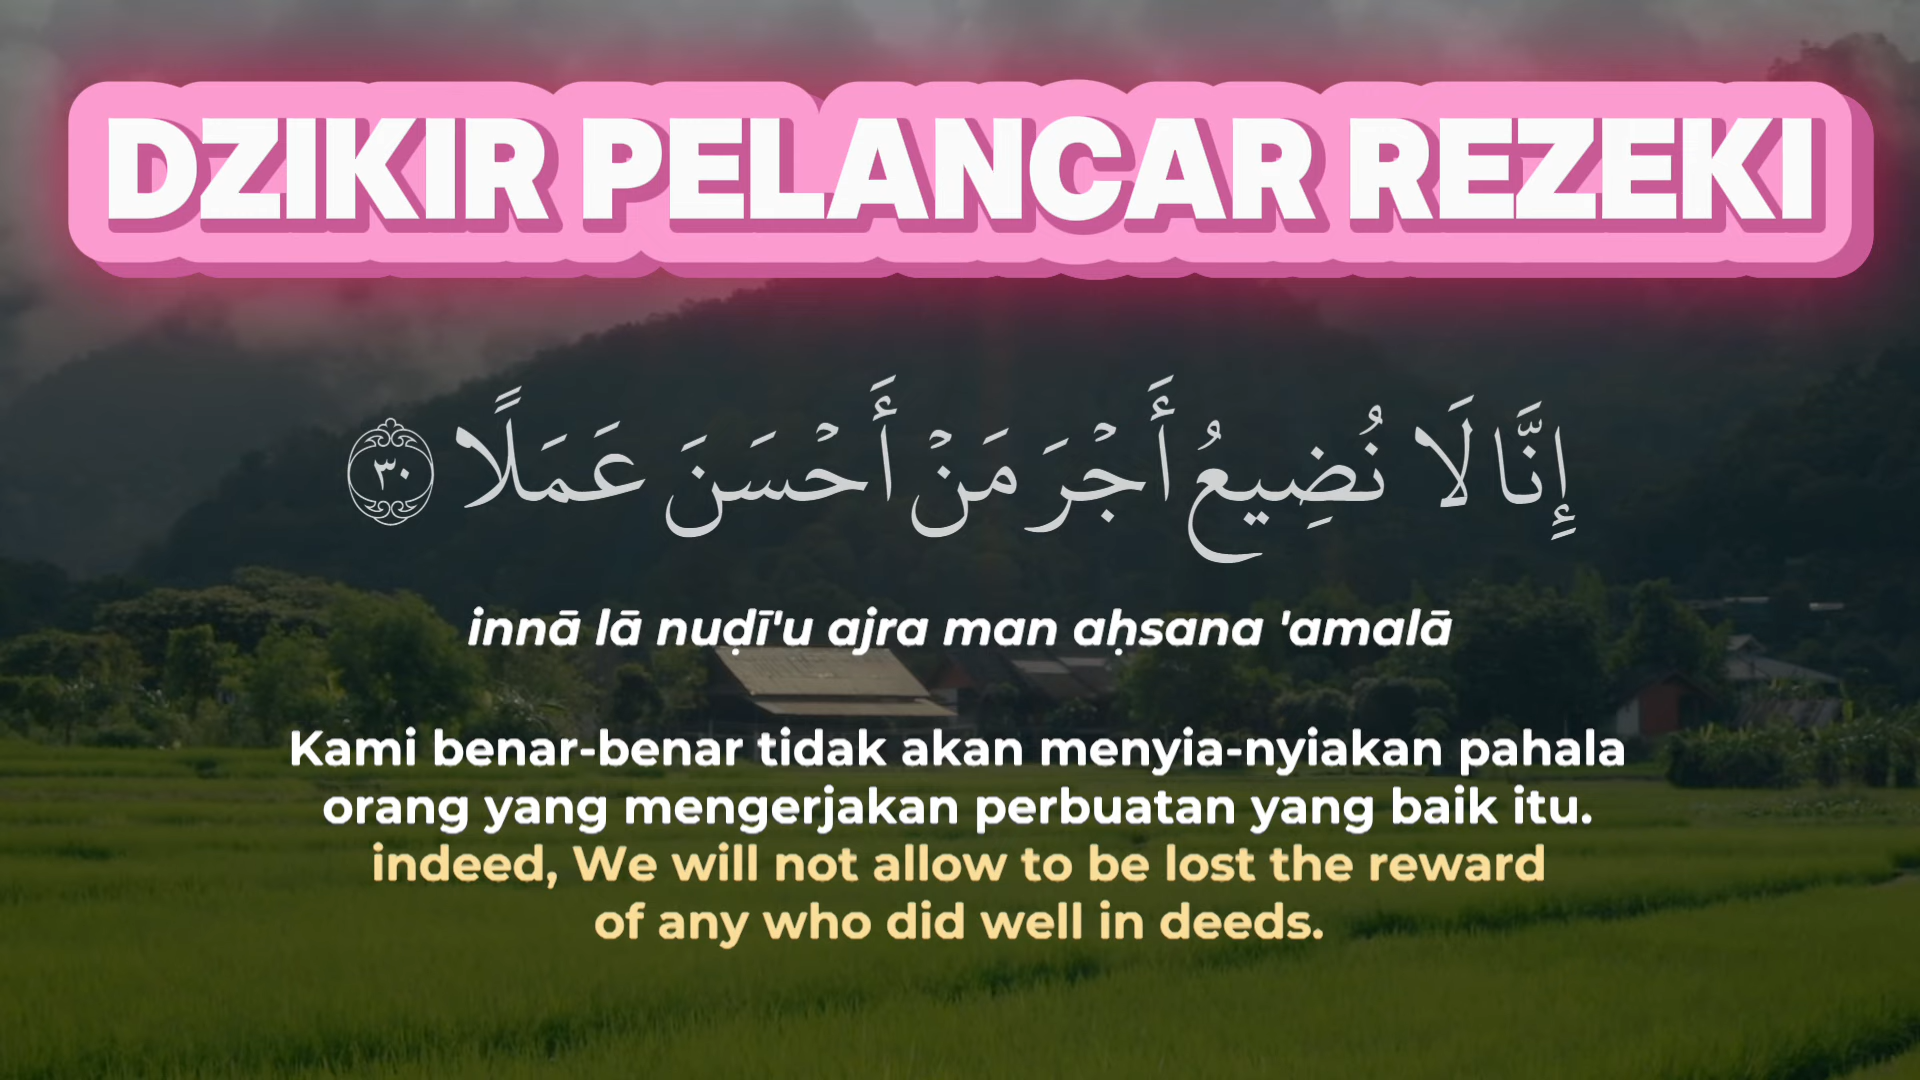 DZIKIR PELANCAR REZEKI
إِنَّا لَا نُضِيعُ أَجْرَ مَنْ أَحْسَنَ عَمَلًا ٣٠
innā lā nuḍī'u ajra man aḥsana 'amalā
Kami benar-benar tidak akan menyia-nyiakan pahala
orang yang mengerjakan perbuatan yang baik itu.
indeed, We will not allow to be lost the reward
of any who did well in deeds.